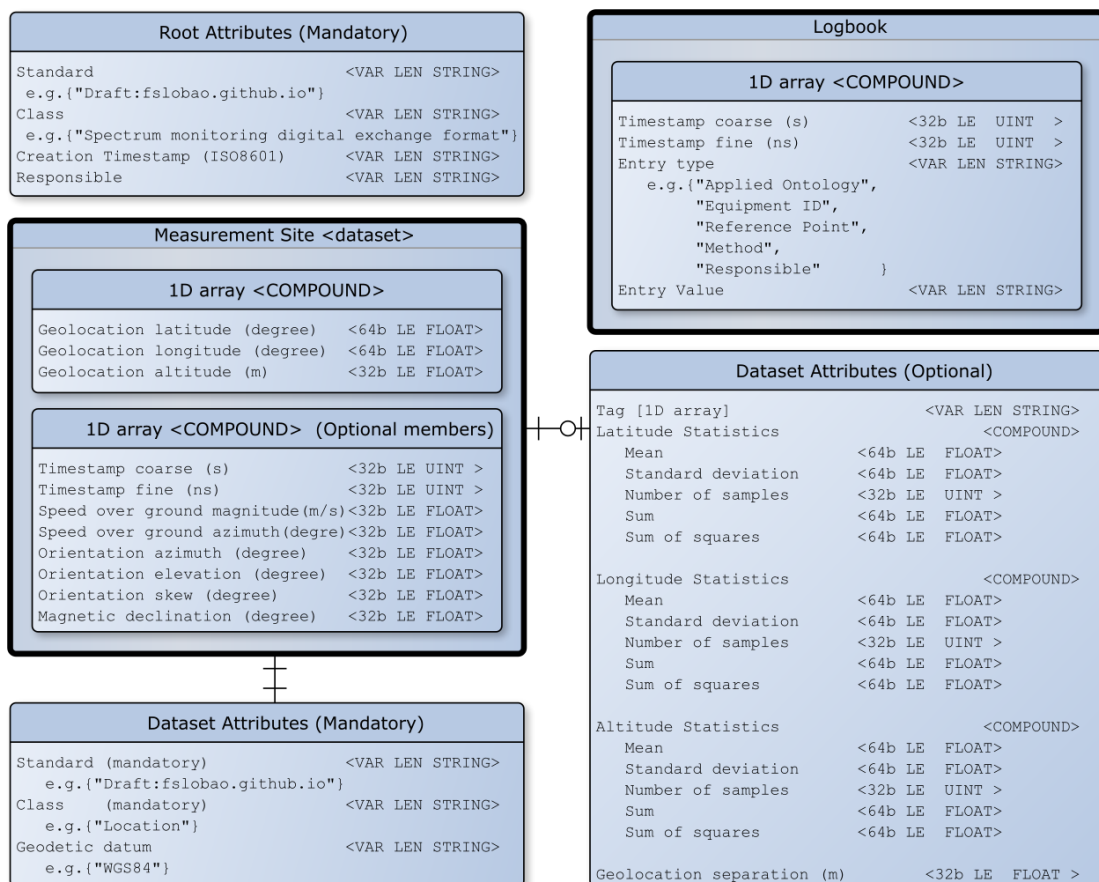 Root Attributes (Mandatory)
Standard <VAR LEN STRING>
e.g.{"Draft:fslobao.github.io"}
Class <VAR LEN STRING>
e.g.{"Spectrum monitoring digital exchange format"}
Creation Timestamp (ISO8601) <VAR LEN STRING>
Responsible <VAR LEN STRING>
Measurement Site <dataset>
1D array <COMPOUND>
Geolocation latitude (degree) <64b LE FLOAT>
Geolocation longitude (degree) <64b LE FLOAT>
Geolocation altitude (m) <32b LE FLOAT>
1D array <COMPOUND> (Optional members)
Timestamp coarse (s) <32b LE UINT >
Timestamp fine (ns) <32b LE UINT >
Speed over ground magnitude(m/s)<32b LE FLOAT>
Speed over ground azimuth(degre)<32b LE FLOAT>
Orientation azimuth (degree) <32b LE FLOAT>
Orientation elevation (degree) <32b LE FLOAT>
Orientation skew (degree) <32b LE FLOAT>
Magnetic declination (degree) <32b LE FLOAT>
Dataset Attributes (Mandatory)
Standard (mandatory) <VAR LEN STRING>
e.g.{"Draft:fslobao.github.io"}
Class (mandatory) <VAR LEN STRING>
e.g.{"Location"}
Geodetic datum <VAR LEN STRING>
e.g.{"WGS84"}
Logbook
1D array <COMPOUND>
Timestamp coarse (s) <32b LE UINT >
Timestamp fine (ns) <32b LE UINT >
Entry type <VAR LEN STRING>
e.g.{"Applied Ontology",
"Equipment ID",
"Reference Point",
"Method",
"Responsible" }
Entry Value <VAR LEN STRING>
Dataset Attributes (Optional)
Tag [1D array] <VAR LEN STRING>
Latitude Statistics <COMPOUND>
Mean <64b LE FLOAT>
Standard deviation <64b LE FLOAT>
Number of samples <32b LE UINT >
Sum <64b LE FLOAT>
Sum of squares <64b LE FLOAT>
Longitude Statistics <COMPOUND>
Mean <64b LE FLOAT>
Standard deviation <64b LE FLOAT>
Number of samples <32b LE UINT >
Sum <64b LE FLOAT>
Sum of squares <64b LE FLOAT>
Altitude Statistics <COMPOUND>
Mean <64b LE FLOAT>
Standard deviation <64b LE FLOAT>
Number of samples <32b LE UINT >
Sum <64b LE FLOAT>
Sum of squares <64b LE FLOAT>
Geolocation separation (m) <32b LE FLOAT >